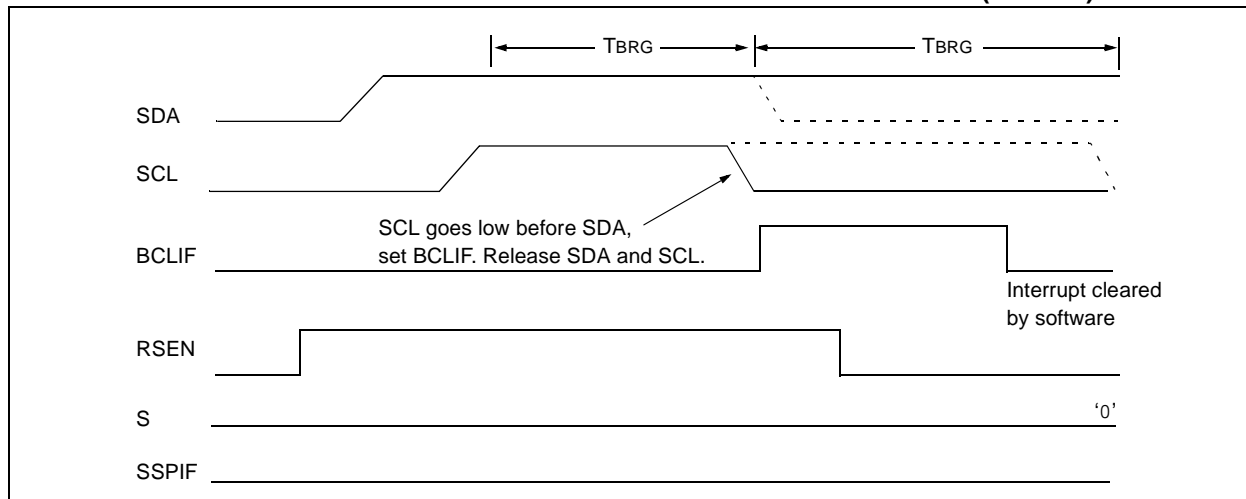 TBRG TBRG
SDA
SCL
SCL goes low before SDA,
set BCLIF. Release SDA and SCL.
BCLIF
Interrupt cleared
by software
RSEN
S ‘0’
SSPIF